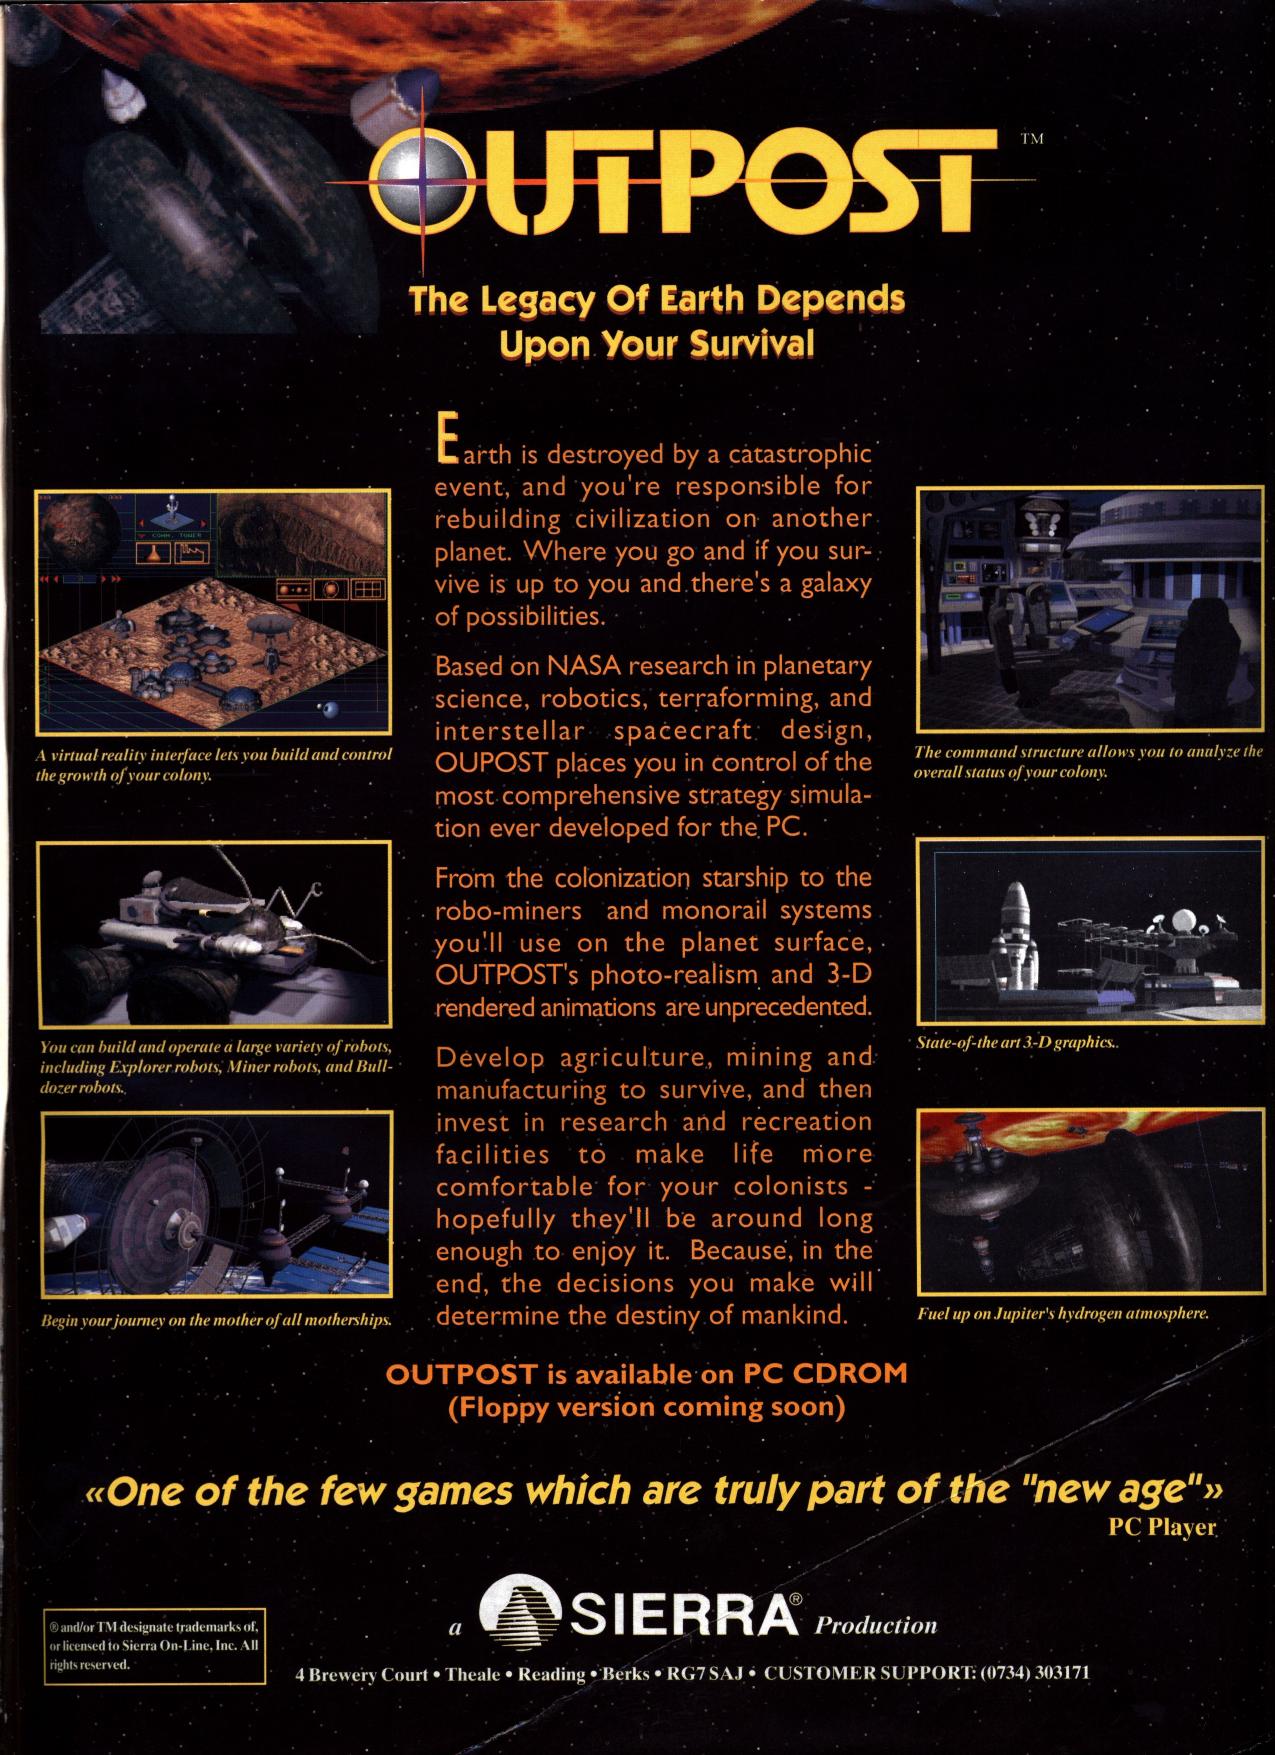 OUTPOST ™
The Legacy Of Earth Depends
Upon Your Survival
Earth is destroyed by a catastrophic
event, and you're responsible for
rebuilding civilization on another
planet. Where you go and if you sur-
vive is up to you and there's a galaxy
of possibilities.
Based on NASA research in planetary
science, robotics, terraforming, and
interstellar spacecraft design,
OUPOST places you in control of the
most comprehensive strategy simula-
tion ever developed for the PC.
From the colonization starship to the
robo-miners and monorail systems
you'll use on the planet surface,
OUTPOST's photo-realism and 3-D
rendered animations are unprecedented.
Develop agriculture, mining and
manufacturing to survive, and then
invest in research and recreation
facilities to make life more
comfortable for your colonists -
hopefully they'll be around long
enough to enjoy it. Because, in the
end, the decisions you make will
determine the destiny of mankind.
COMM. TOWER
A virtual reality interface lets you build and control
the growth of your colony.
You can build and operate a large variety of robots,
including Explorer robots, Miner robots, and Bull-
dozer robots.
Begin your journey on the mother of all motherships.
The command structure allows you to analyze the
overall status of your colony.
State-of-the art 3-D graphics..
Fuel up on Jupiter's hydrogen atmosphere.
OUTPOST is available on PC CDROM
(Floppy version coming soon)
«One of the few games which are truly part of the "new age"»
PC Player
a SIERRA® Production
® and/or TM designate trademarks of,
or licensed to Sierra On-Line, Inc. All
rights reserved.
4 Brewery Court • Theale • Reading • Berks • RG7 5AJ • CUSTOMER SUPPORT: (0734) 303171